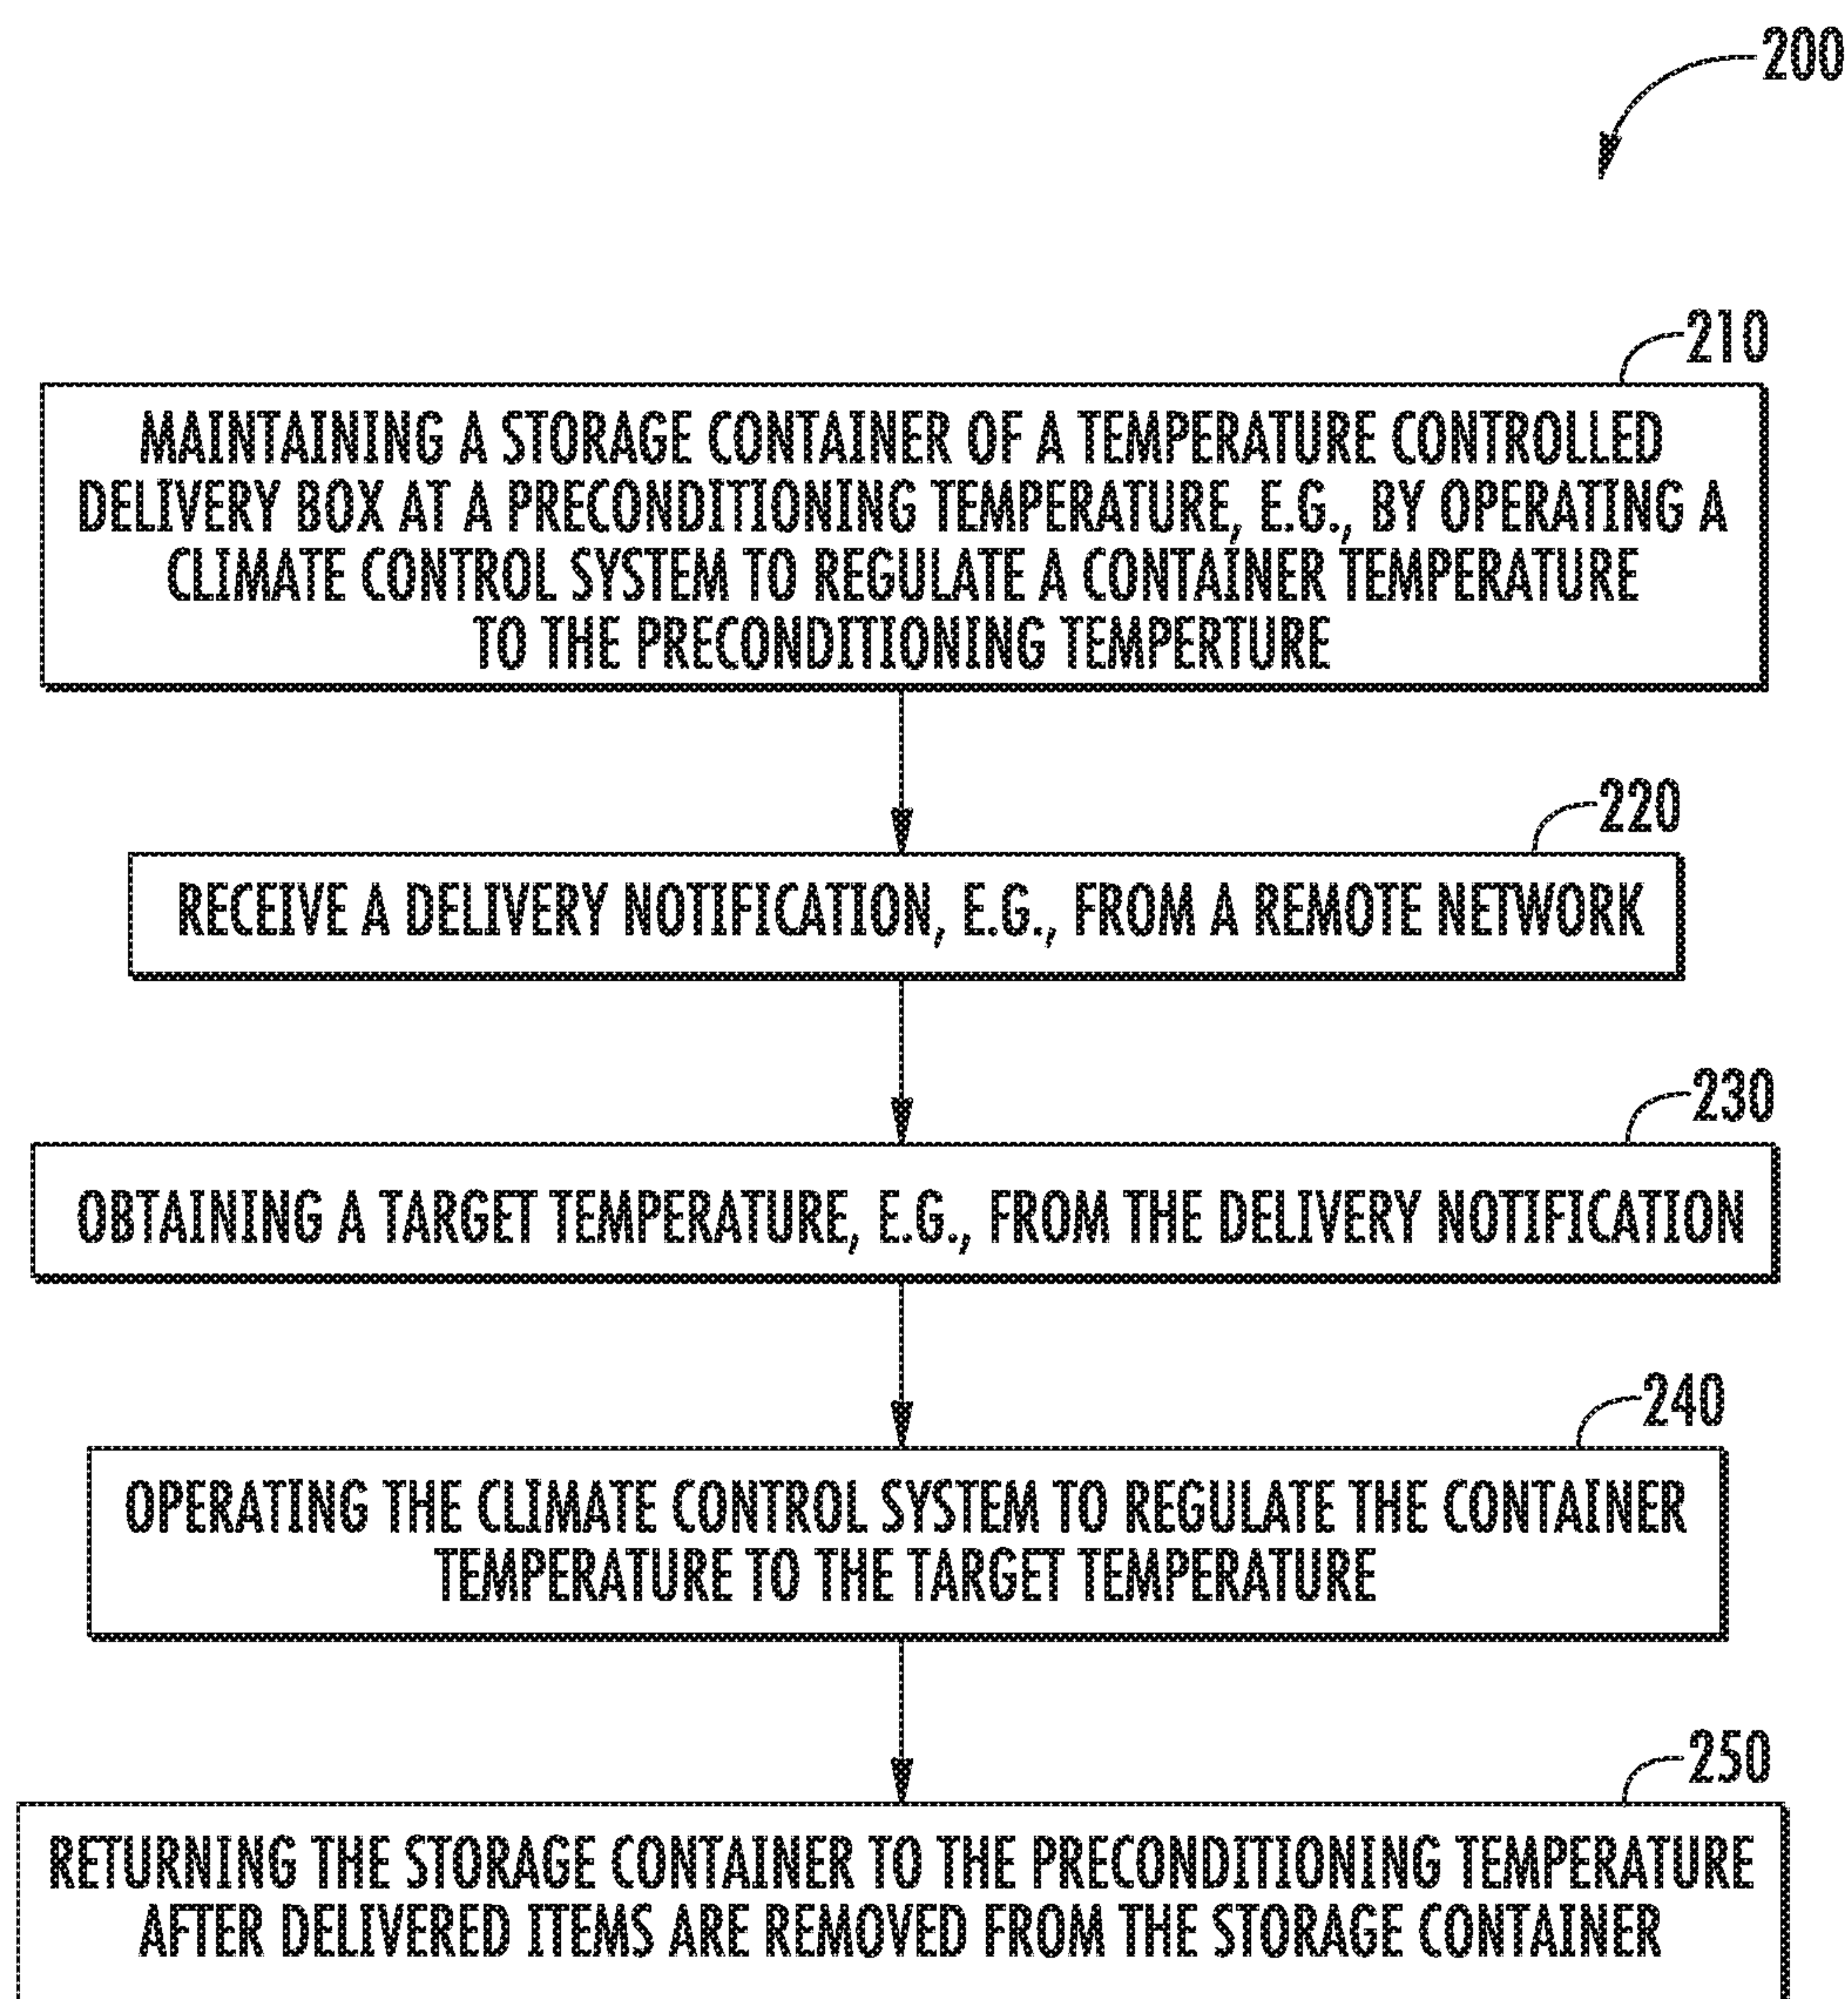 200
210
MAINTAINING A STORAGE CONTAINER OF A TEMPERATURE CONTROLLED
DELIVERY BOX AT A PRECONDITIONING TEMPERATURE, E.G., BY OPERATING A
CLIMATE CONTROL SYSTEM TO REGULATE A CONTAINER TEMPERATURE
TO THE PRECONDITIONING TEMPERTURE
220
RECEIVE A DELIVERY NOTIFICATION, E.G., FROM A REMOTE NETWORK
230
OBTAINING A TARGET TEMPERATURE, E.G., FROM THE DELIVERY NOTIFICATION
240
OPERATING THE CLIMATE CONTROL SYSTEM TO REGULATE THE CONTAINER
TEMPERATURE TO THE TARGET TEMPERATURE
250
RETURNING THE STORAGE CONTAINER TO THE PRECONDITIONING TEMPERATURE
AFTER DELIVERED ITEMS ARE REMOVED FROM THE STORAGE CONTAINER